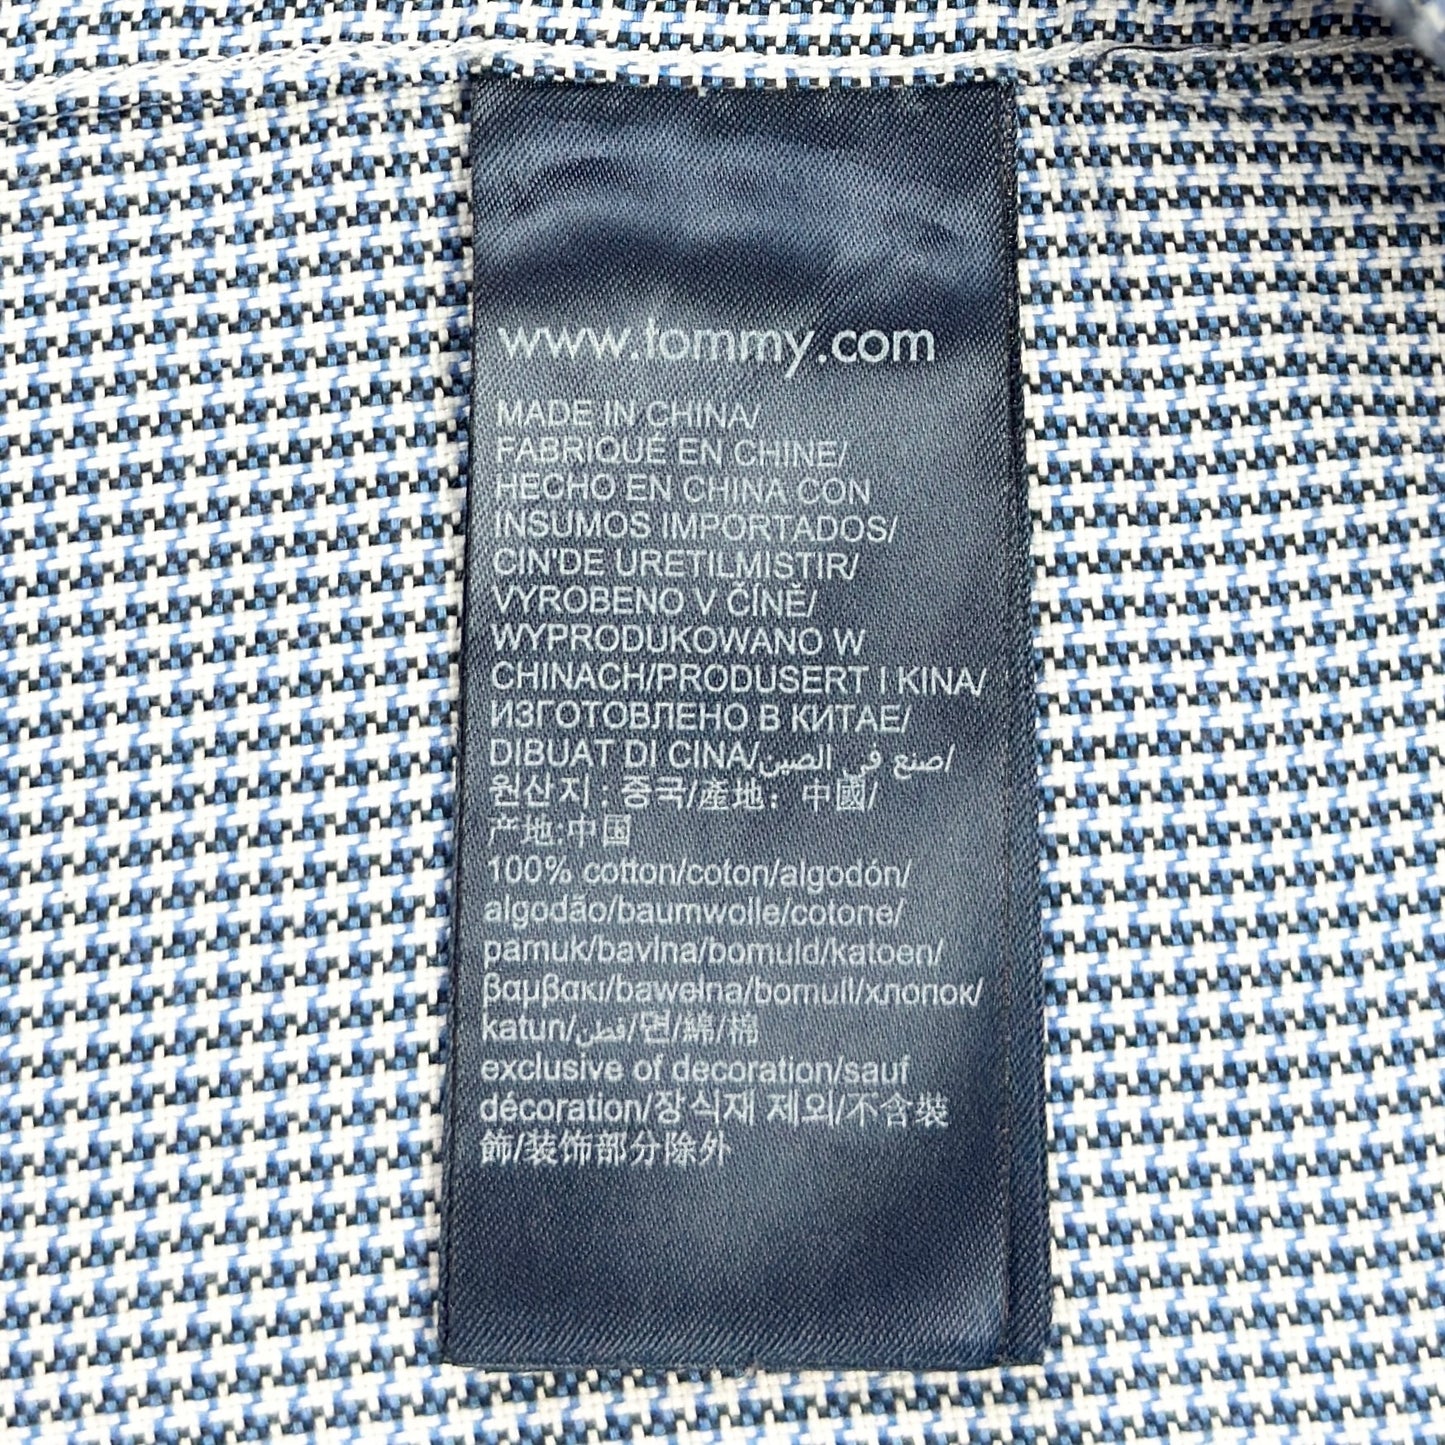 www.tommy.com
MADE IN CHINA/
FABRIQUÉ EN CHINE/
HECHO EN CHINA CON
INSUMOS IMPORTADOS/
CIN'DE URETILMISTIR/
VYROBENO V ČÍNĚ/
WYPRODUKOWANO W
CHINACH/PRODUSERT I KINA/
ИЗГОТОВЛЕНО В КИТАЕ/
DIBUAT DI CINA/صنع في الصين/
원산지 : 중국/產地：中國/
产地:中国
100% cotton/coton/algodón/
algodão/baumwolle/cotone/
pamuk/bavlna/bomuld/katoen/
βαμβακι/bawełna/bomull/хлопок/
katun/قطن/면/綿/棉
exclusive of decoration/sauf
décoration/장식재 제외/不含裝
飾/装饰部分除外